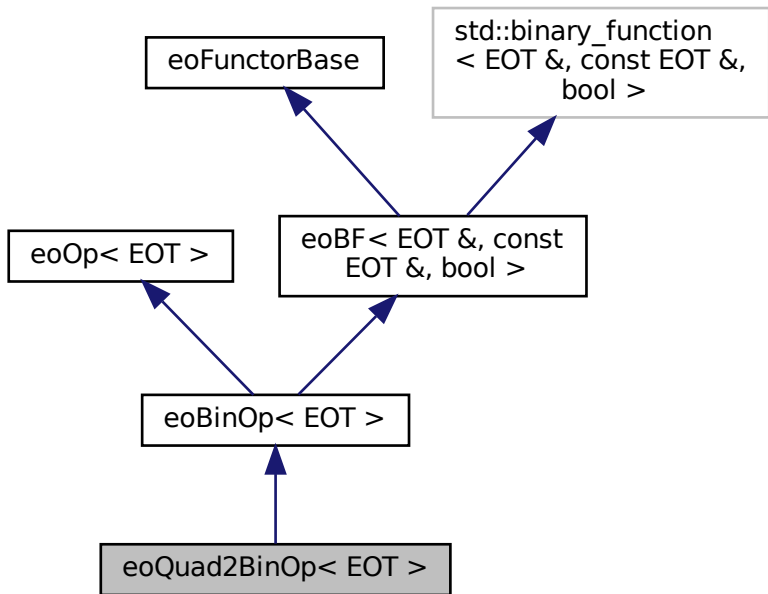 std::binary_function
< EOT &, const EOT &,
bool >
eoFunctorBase
eoBF< EOT &, const
EOT &, bool >
eoOp< EOT >
eoBinOp< EOT >
eoQuad2BinOp< EOT >